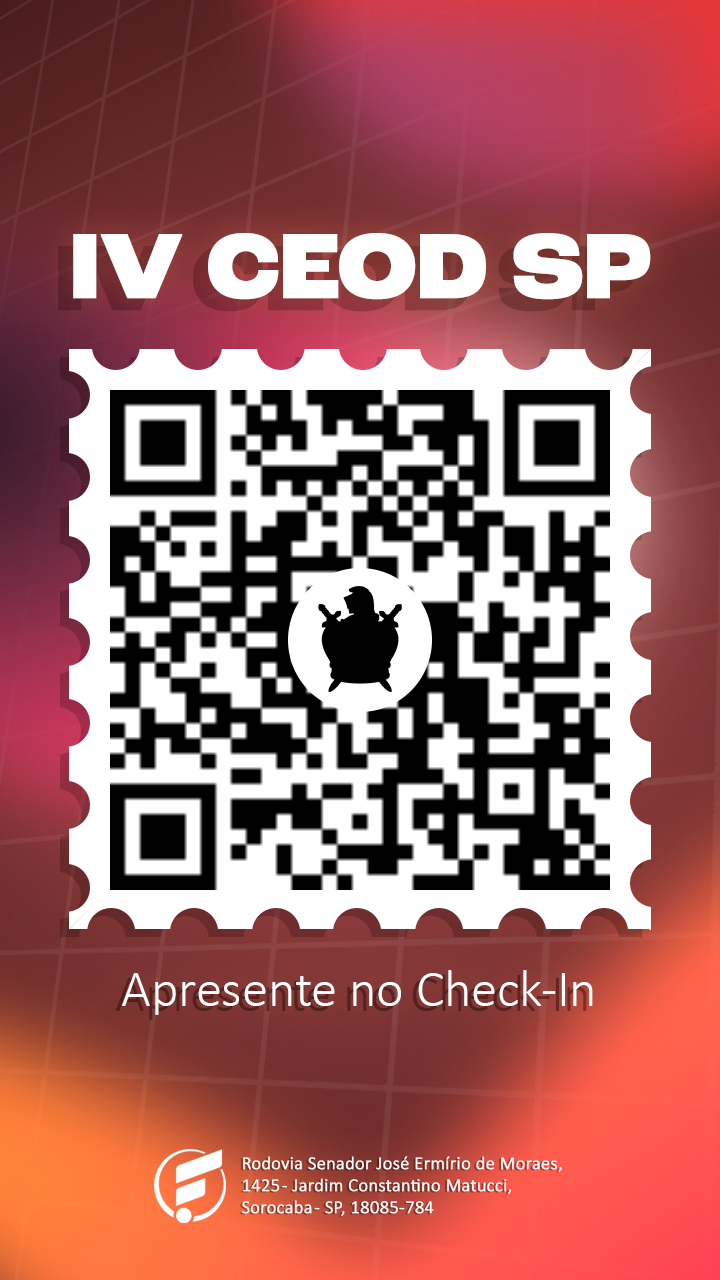 IV CEOD SP
Apresente no Check-In
Rodovia Senador José Ermírio de Moraes,
1425- Jardim Constantino Matucci,
Sorocaba- SP, 18085-784